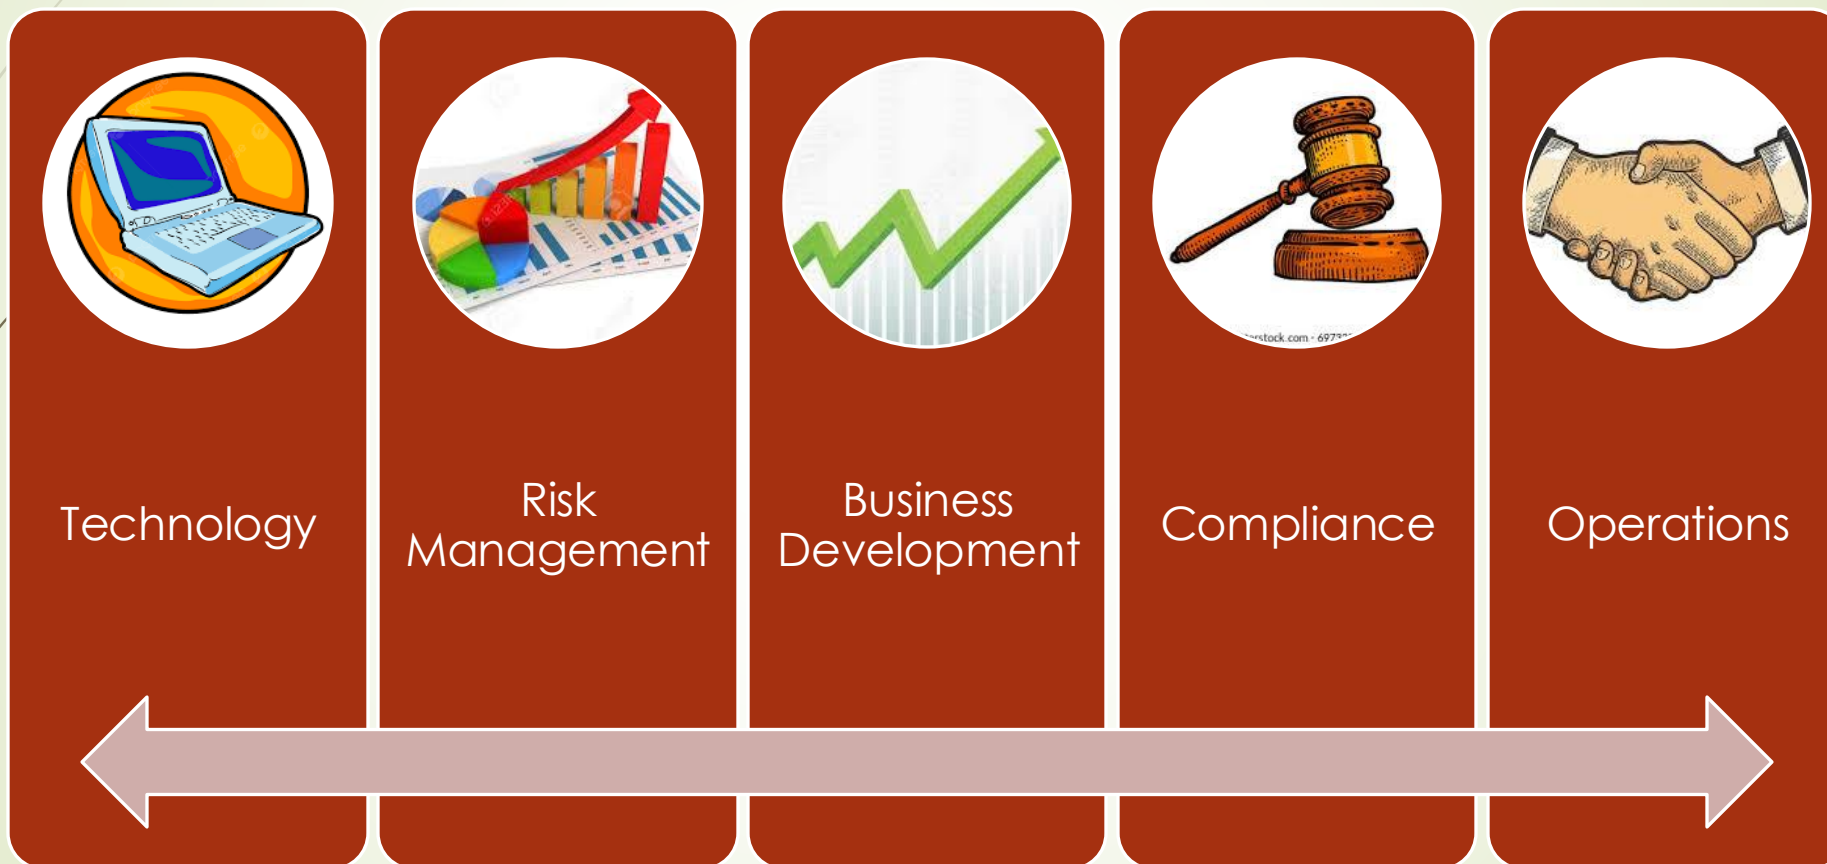 Technology
Risk
Management
Business
Development
Compliance
Operations